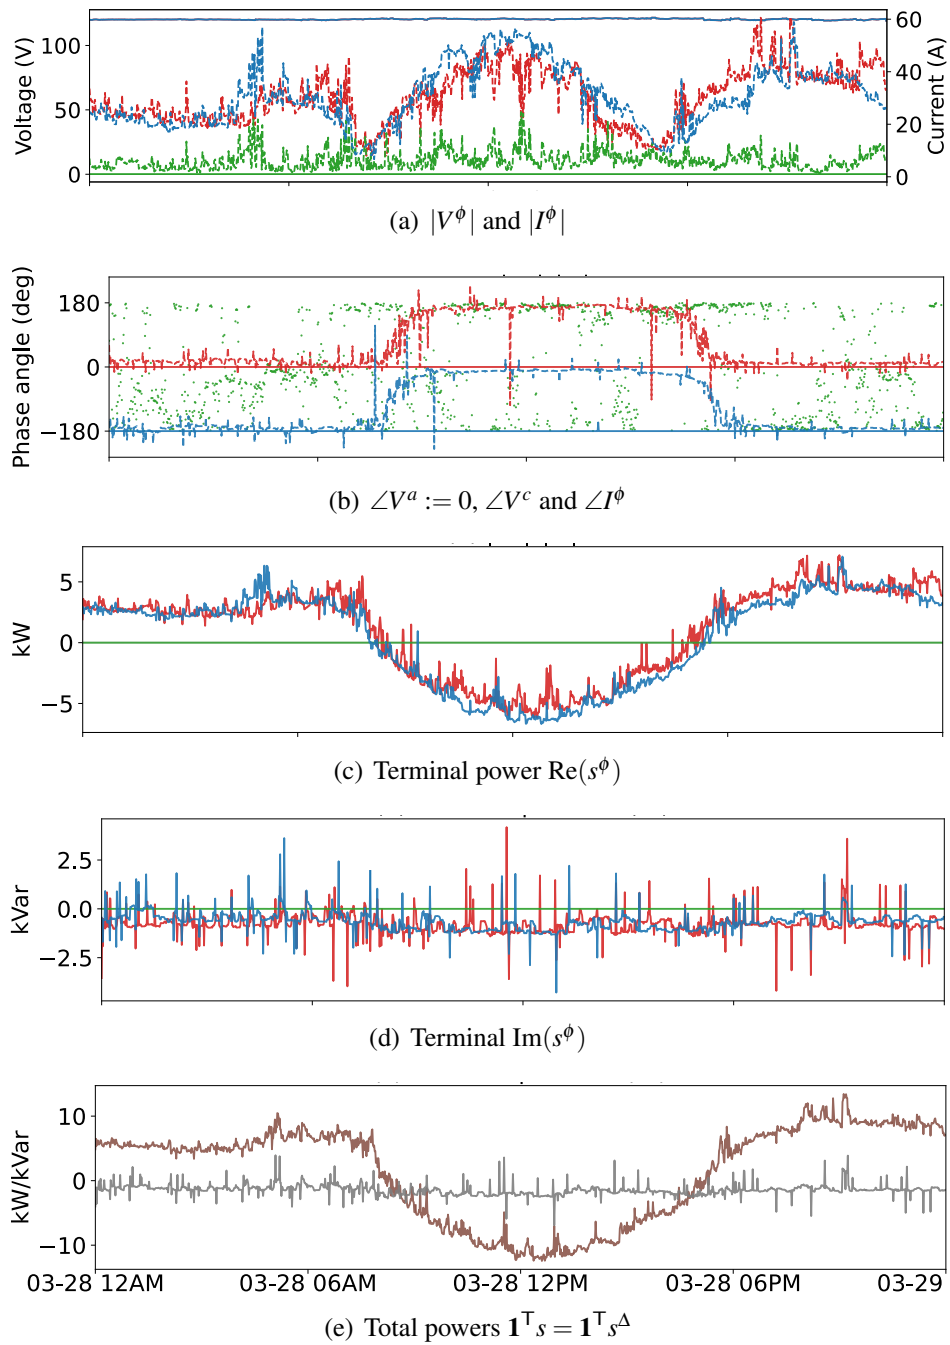 100
50
0
Voltage (V)
60
40
20
0
Current (A)
(a) |V^ϕ| and |I^ϕ|
180
0
−180
Phase angle (deg)
(b) ∠V^a := 0, ∠V^c and ∠I^ϕ
5
0
−5
kW
(c) Terminal power Re(s^ϕ)
2.5
0.0
−2.5
kVar
(d) Terminal Im(s^ϕ)
10
0
−10
kW/kVar
03-28 12AM 03-28 06AM 03-28 12PM 03-28 06PM 03-29
(e) Total powers 1^⊤ s = 1^⊤ s^Δ